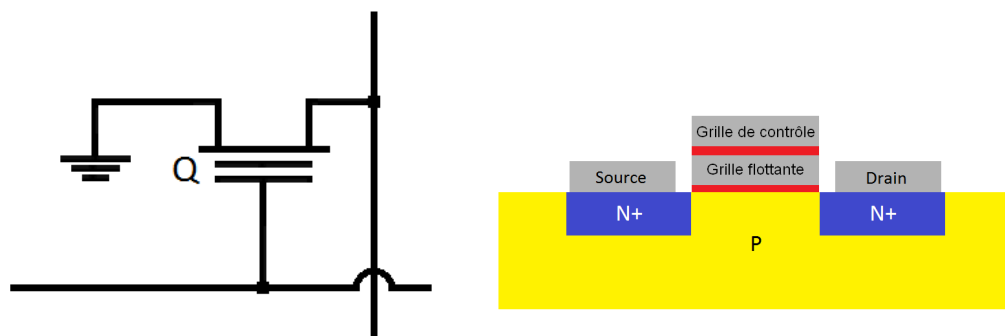 Q
Grille de contrôle
Grille flottante
Source
Drain
N+
N+
P